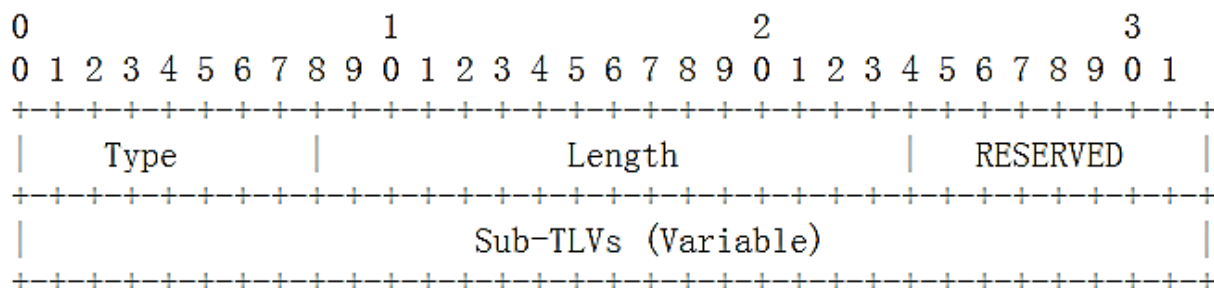 0                   1                   2                   3
0 1 2 3 4 5 6 7 8 9 0 1 2 3 4 5 6 7 8 9 0 1 2 3 4 5 6 7 8 9 0 1
+-+-+-+-+-+-+-+-+-+-+-+-+-+-+-+-+-+-+-+-+-+-+-+-+-+-+-+-+-+-+-+-+
|    Type       |             Length            |   RESERVED    |
+-+-+-+-+-+-+-+-+-+-+-+-+-+-+-+-+-+-+-+-+-+-+-+-+-+-+-+-+-+-+-+-+
|                        Sub-TLVs (Variable)                    |
+-+-+-+-+-+-+-+-+-+-+-+-+-+-+-+-+-+-+-+-+-+-+-+-+-+-+-+-+-+-+-+-+